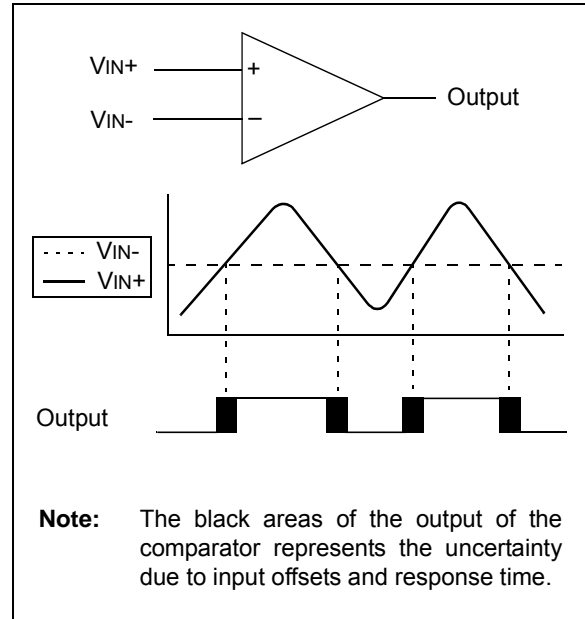 VIN+
+
Output
VIN-
−
VIN-
VIN+
Output
Note: The black areas of the output of the
comparator represents the uncertainty
due to input offsets and response time.